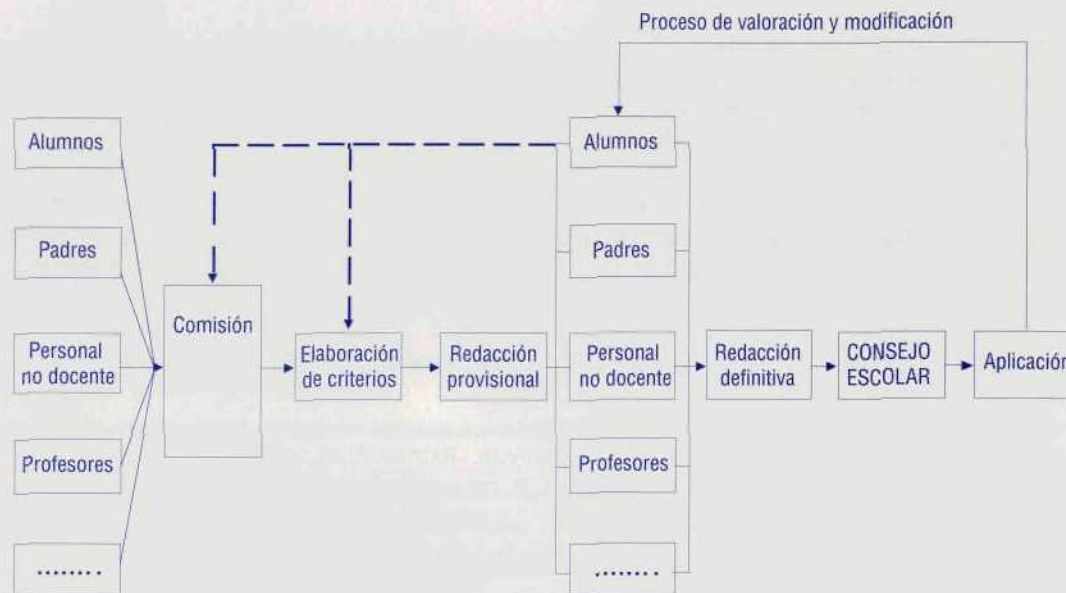 Proceso de valoración y modificación
Alumnos
Padres
Personal
no docente
Profesores
........
Comisión
Elaboración
de criterios
Redacción
provisional
Alumnos
Padres
Personal
no docente
Profesores
........
Redacción
definitiva
CONSEJO
ESCOLAR
Aplicación